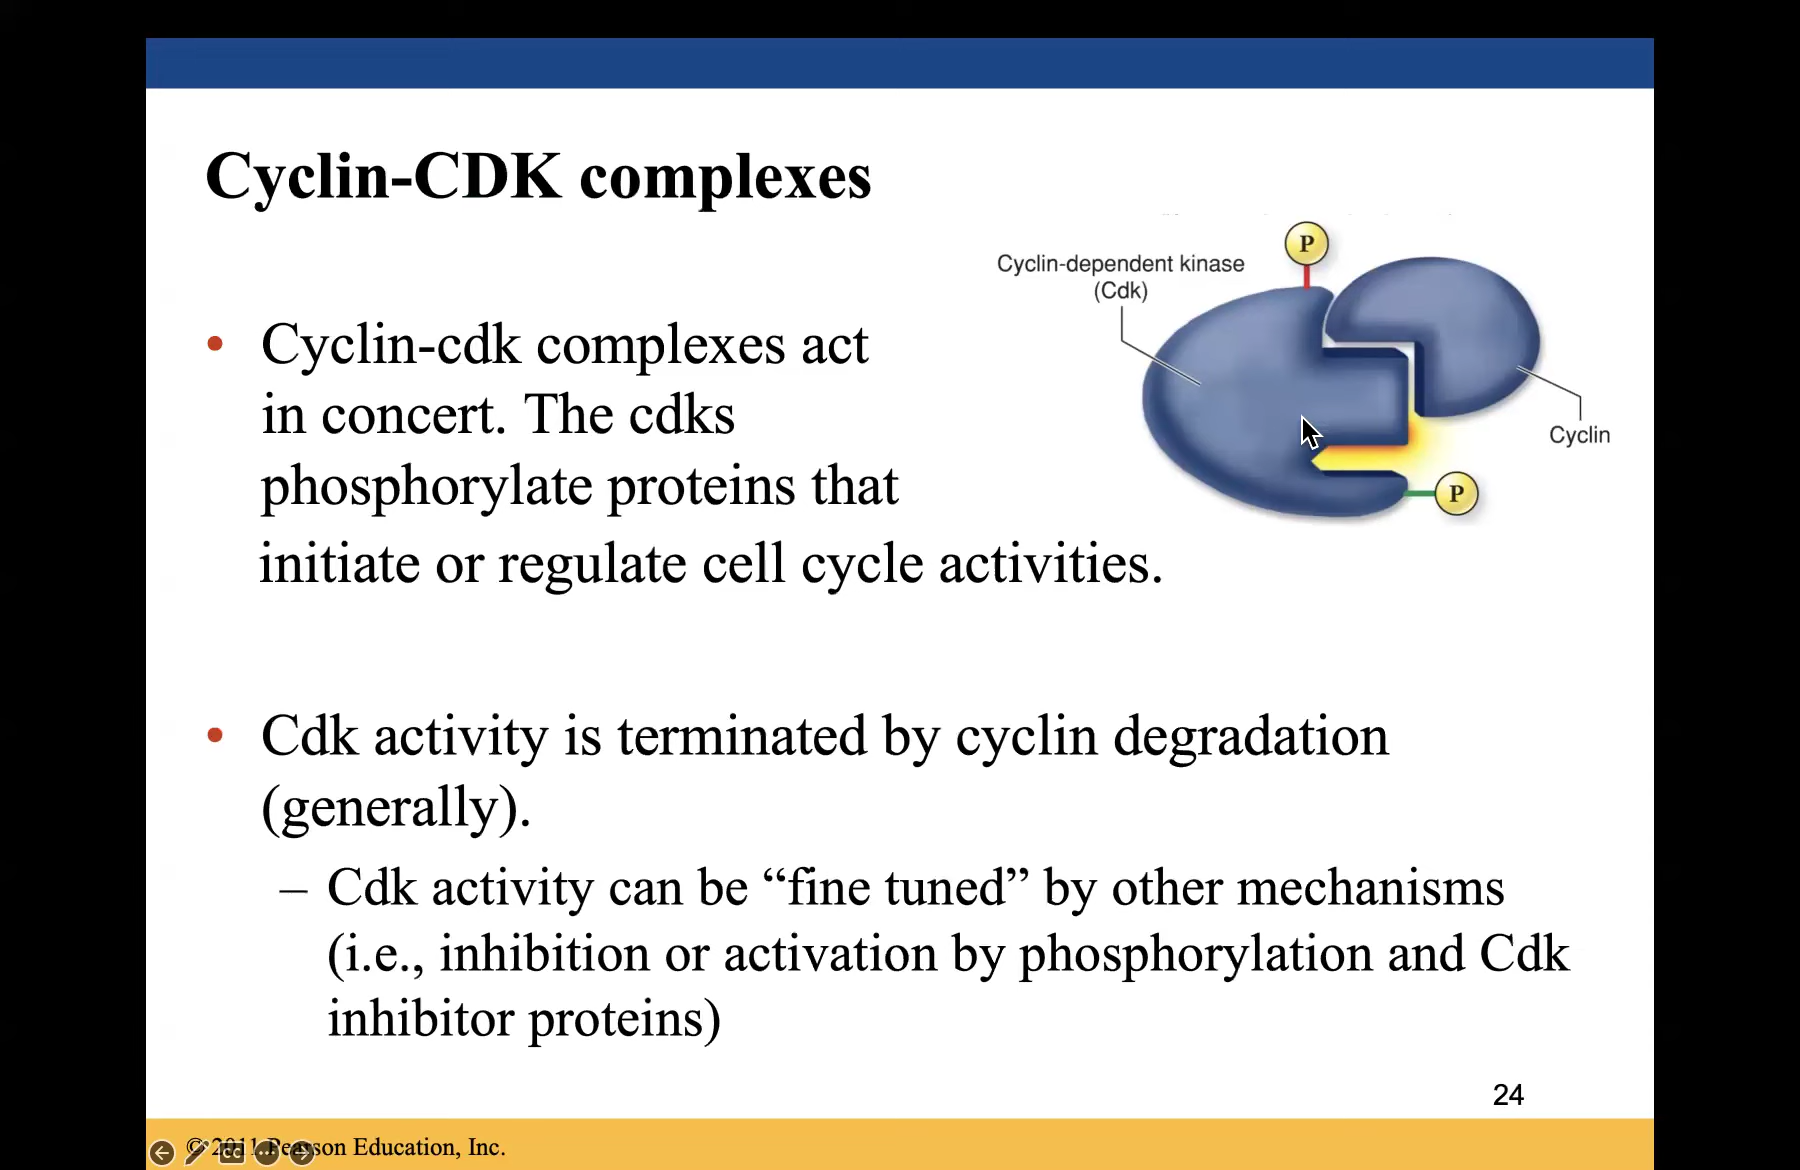 Cyclin-CDK complexes
P
Cyclin-dependent kinase
(Cdk)
Cyclin
P
• Cyclin-cdk complexes act
in concert. The cdks
phosphorylate proteins that
initiate or regulate cell cycle activities.
• Cdk activity is terminated by cyclin degradation
(generally).
– Cdk activity can be “fine tuned” by other mechanisms
(i.e., inhibition or activation by phosphorylation and Cdk
inhibitor proteins)
24
© 2011 Pearson Education, Inc.
CC